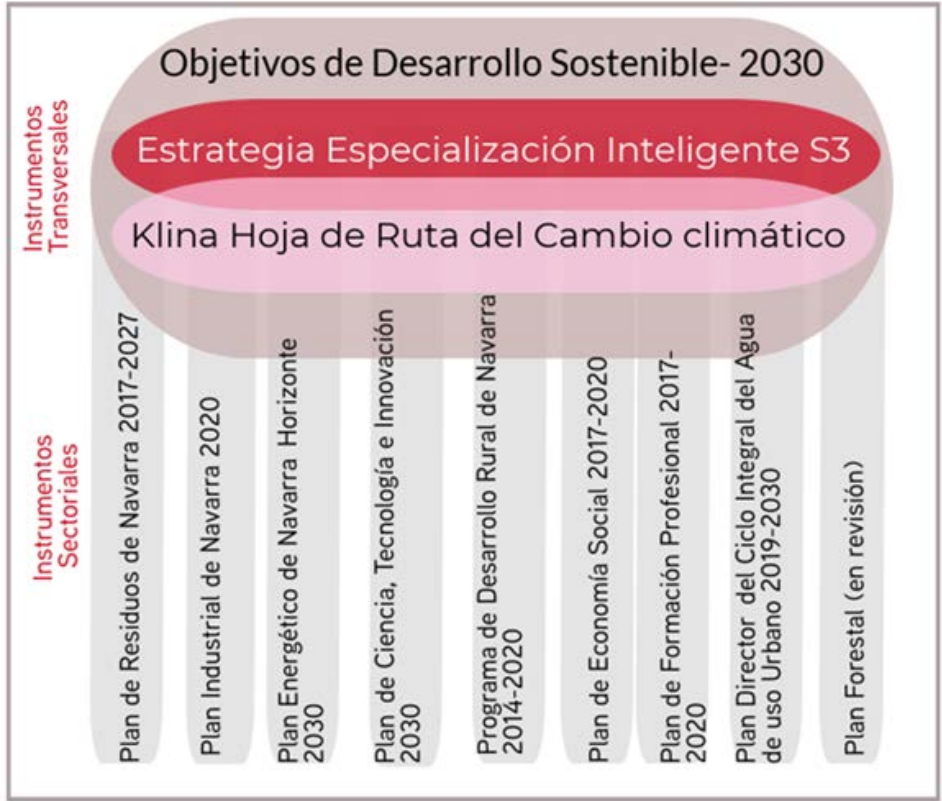 Objetivos de Desarrollo Sostenible- 2030
Instrumentos
Transversales
Estrategia Especialización Inteligente S3
Klina Hoja de Ruta del Cambio climático
Instrumentos
Sectoriales
Plan de Residuos de Navarra 2017-2027
Plan Industrial de Navarra 2020
Plan Energético de Navarra Horizonte
2030
Plan de Ciencia, Tecnología e Innovación
2030
Programa de Desarrollo Rural de Navarra
2014-2020
Plan de Economía Social 2017-2020
Plan de Formación Profesional 2017-
2020
Plan Director del Ciclo Integral del Agua
de uso Urbano 2019-2030
Plan Forestal (en revisión)